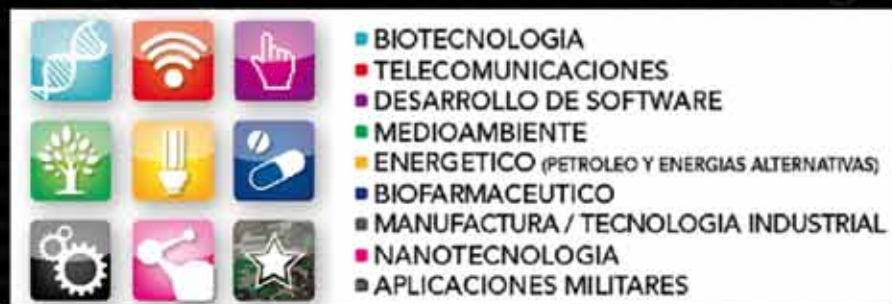 BIOTECNOLOGIA
TELECOMUNICACIONES
DESARROLLO DE SOFTWARE
MEDIOAMBIENTE
ENERGETICO (PETROLEO Y ENERGIAS ALTERNATIVAS)
BIOFARMACEUTICO
MANUFACTURA / TECNOLOGIA INDUSTRIAL
NANOTECNOLOGIA
APLICACIONES MILITARES